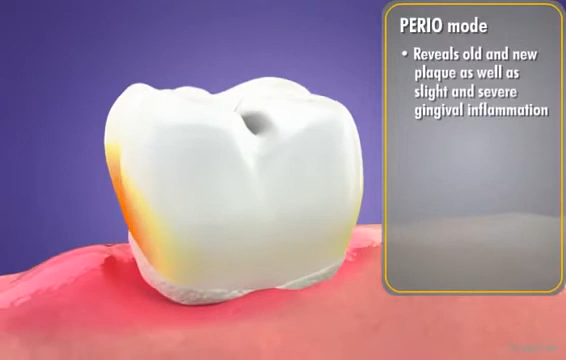 PERIO mode
• Reveals old and new
plaque as well as
slight and severe
gingival inflammation